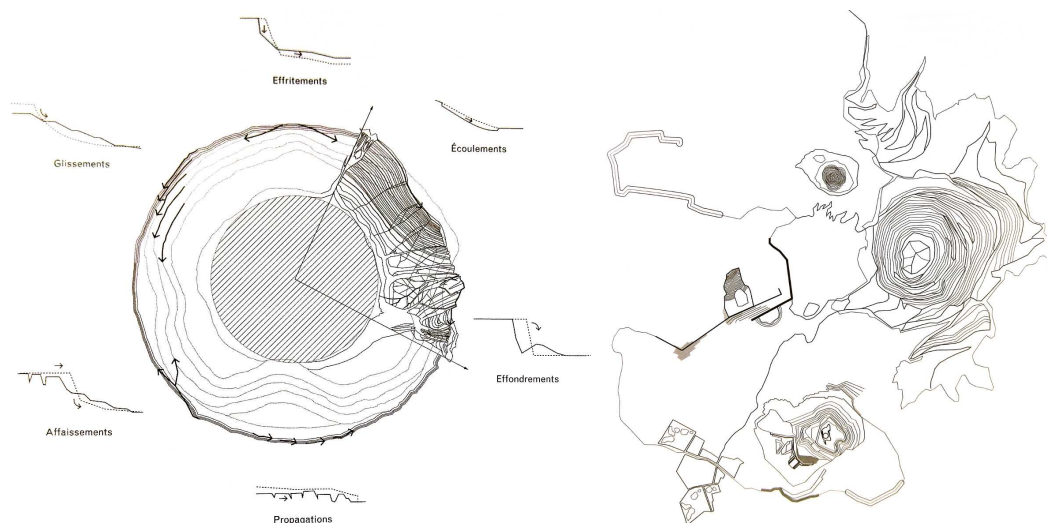 Effritements
Écoulements
Glissements
Effondrements
Affaissements
Propagations